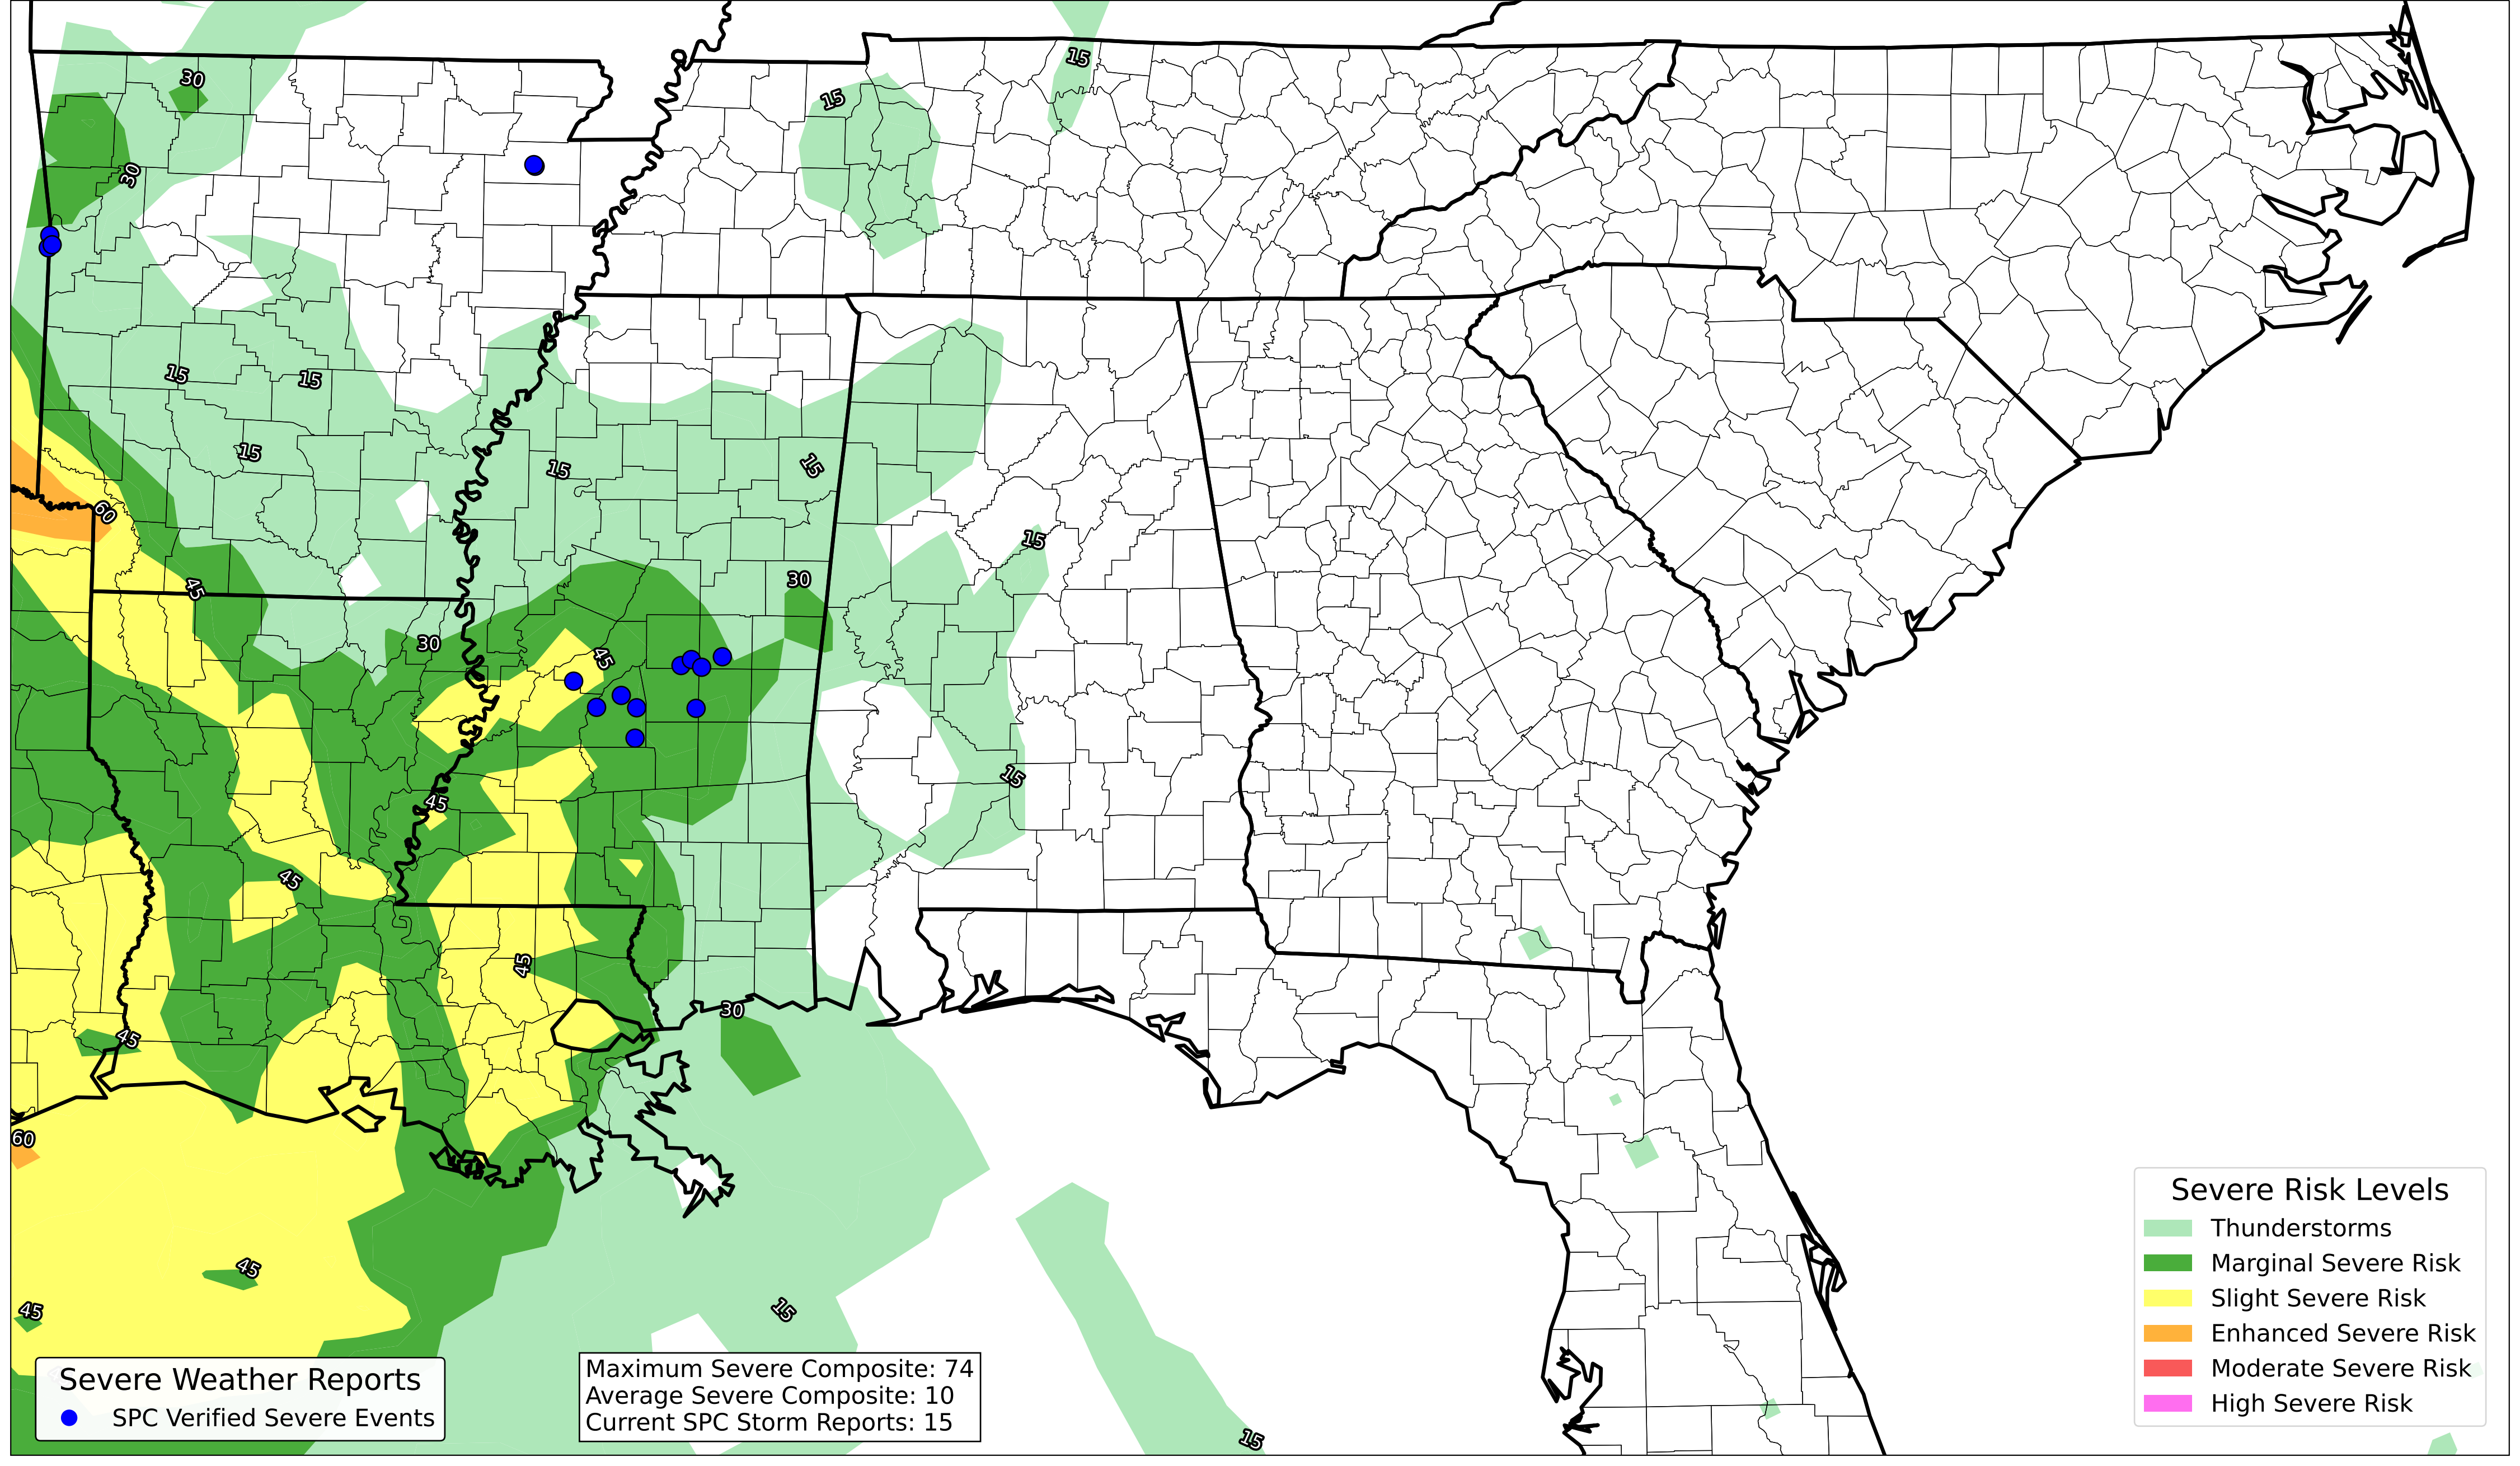 30
15
15
30
15
15
15
15
15
60
15
30
45
30
45
15
45
45
45
30
45
60
45
15
45
15
Severe Weather Reports
SPC Verified Severe Events
Maximum Severe Composite: 74
Average Severe Composite: 10
Current SPC Storm Reports: 15
Severe Risk Levels
Thunderstorms
Marginal Severe Risk
Slight Severe Risk
Enhanced Severe Risk
Moderate Severe Risk
High Severe Risk